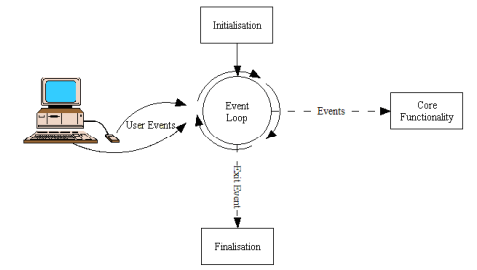 Initialisation
Event
Loop
User Events
Events
Core
Functionality
Exit Event
Finalisation